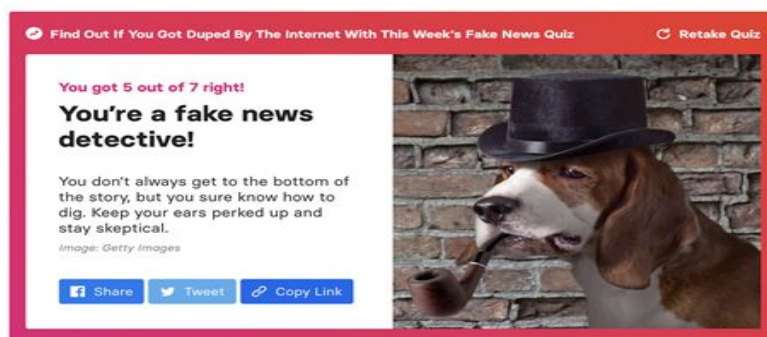 Find Out If You Got Duped By The Internet With This Week's Fake News Quiz
Retake Quiz
You got 5 out of 7 right!
You're a fake news
detective!
You don't always get to the bottom of
the story, but you sure know how to
dig. Keep your ears perked up and
stay skeptical.
Image: Getty Images
Share
Tweet
Copy Link